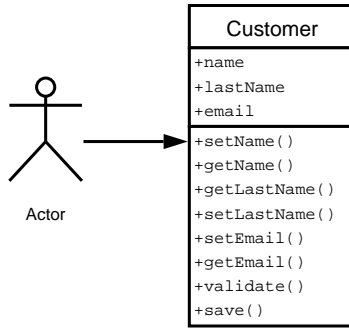 Customer
+name
+lastName
+email
+setName()
+getName()
+getLastName()
+setLastName()
+setEmail()
+getEmail()
+validate()
+save()
Actor